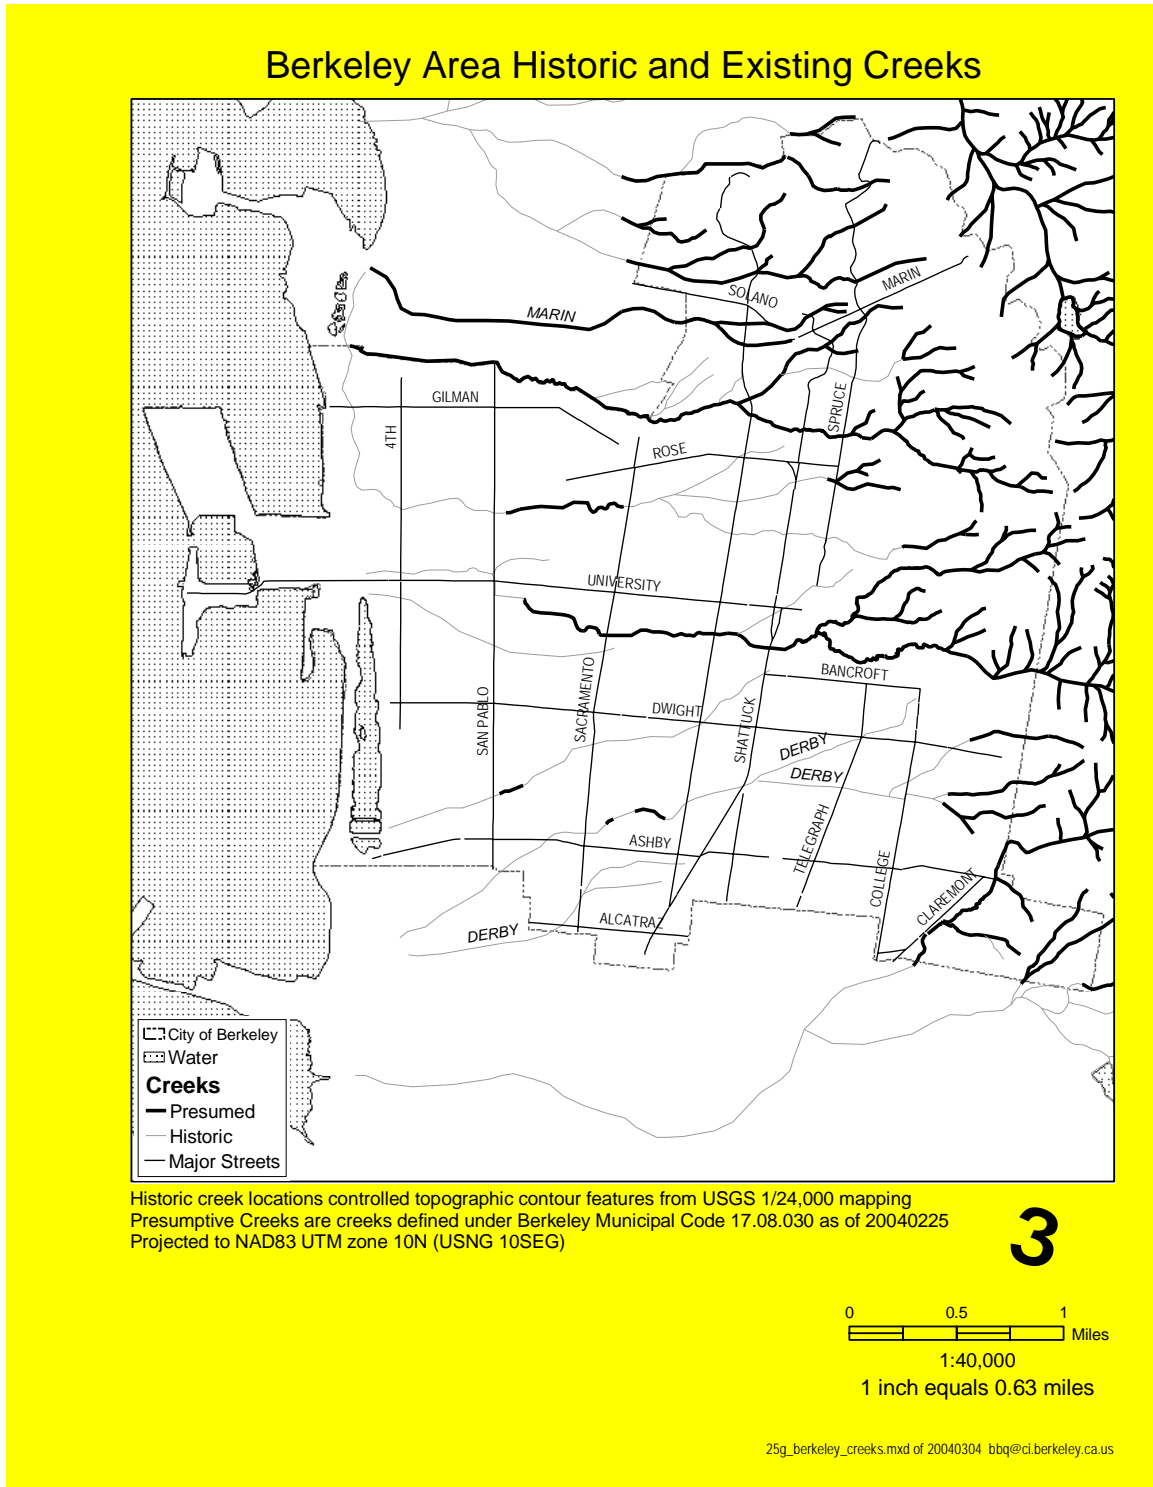 Berkeley Area Historic and Existing Creeks
SOLANO
MARIN
MARIN
GILMAN
4TH
SPRUCE
ROSE
UNIVERSITY
BANCROFT
SACRAMENTO
SAN PABLO
DWIGHT
SHATTUCK
DERBY
DERBY
TELEGRAPH
ASHBY
COLLEGE
CLAREMONT
ALCATRAZ
DERBY
City of Berkeley
Water
Creeks
Presumed
Historic
Major Streets
Historic creek locations controlled topographic contour features from USGS 1/24,000 mapping
Presumptive Creeks are creeks defined under Berkeley Municipal Code 17.08.030 as of 20040225
Projected to NAD83 UTM zone 10N (USNG 10SEG)
3
0 0.5 1
Miles
1:40,000
1 inch equals 0.63 miles
25g_berkeley_creeks.mxd of 20040304 bbq@ci.berkeley.ca.us